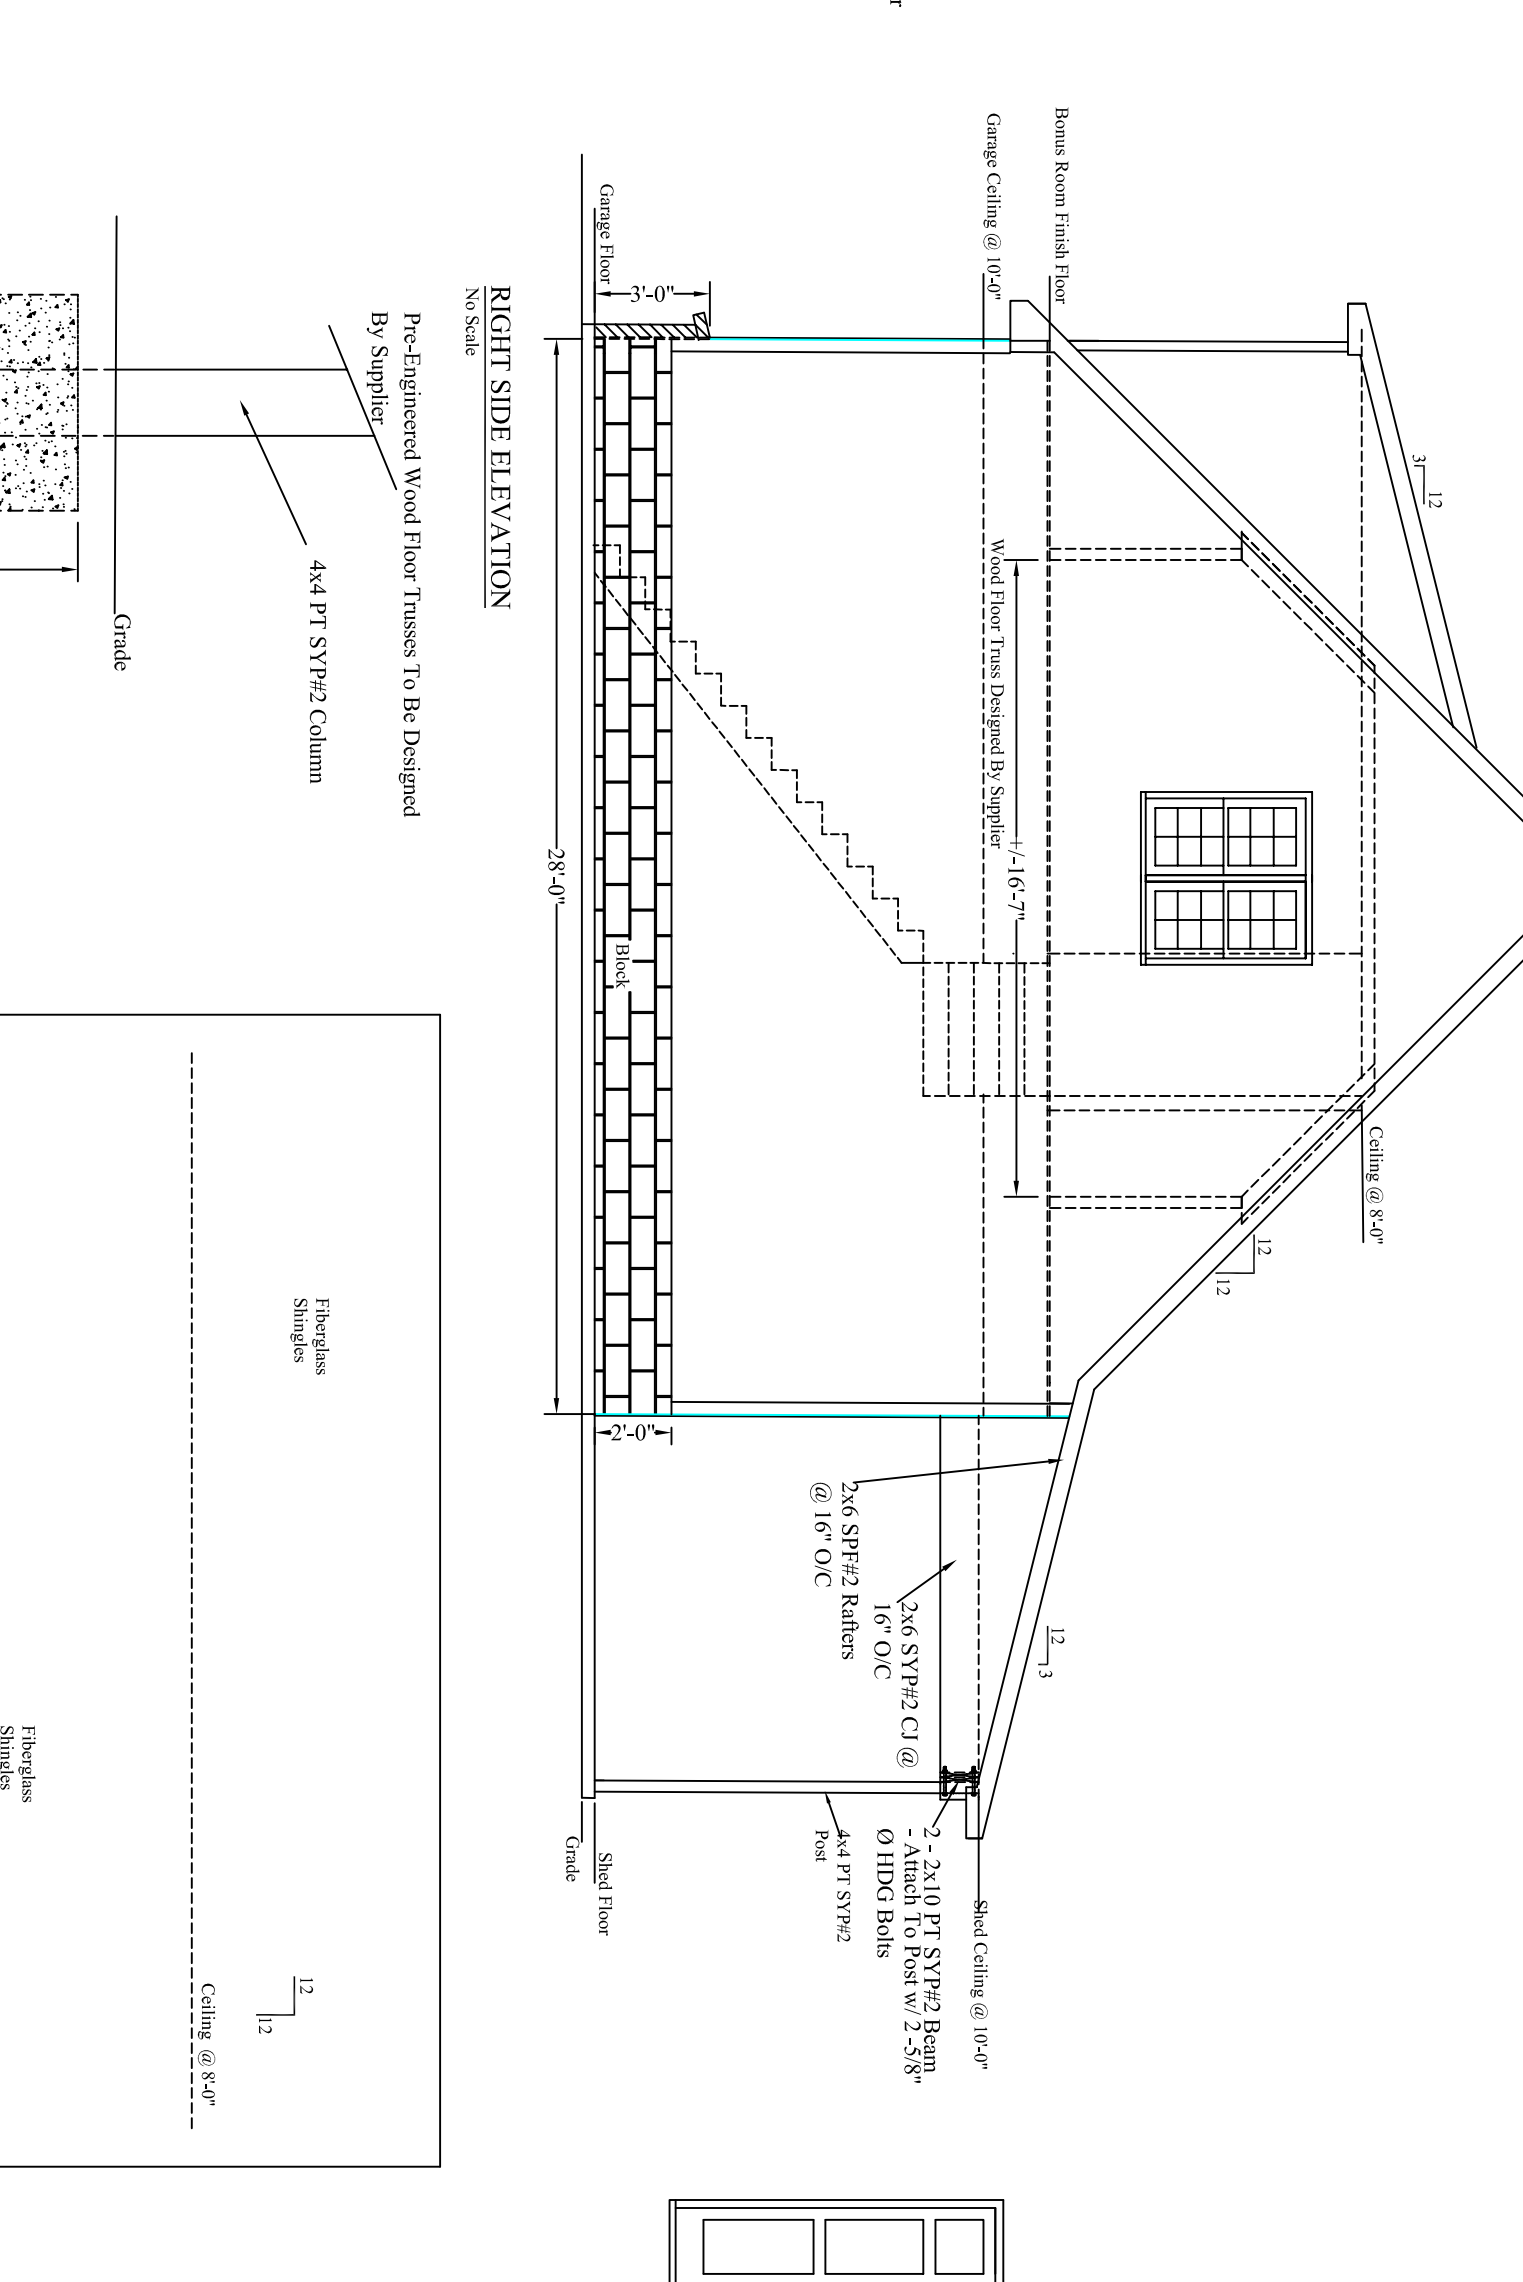 r
Bonus Room Finish Floor
Garage Ceiling @ 10'-0"
Garage Floor
3'-0"
3
12
Wood Floor Truss Designed By Supplier
+/-16'-7"
Ceiling @ 8'-0"
12
12
28'-0"
Block
2'-0"
2x6 SPF#2 Rafters
@ 16" O/C
2x6 SYP#2 CJ @
16" O/C
12
3
Shed Ceiling @ 10'-0"
2 - 2x10 PT SYP#2 Beam
- Attach To Post w/ 2 -5/8"
Ø HDG Bolts
4x4 PT SYP#2
Post
Shed Floor
Grade
RIGHT SIDE ELEVATION
No Scale
Pre-Engineered Wood Floor Trusses To Be Designed
By Supplier
4x4 PT SYP#2 Column
Grade
Fiberglass
Shingles
12
12
Ceiling @ 8'-0"
Fiberglass
Shingles